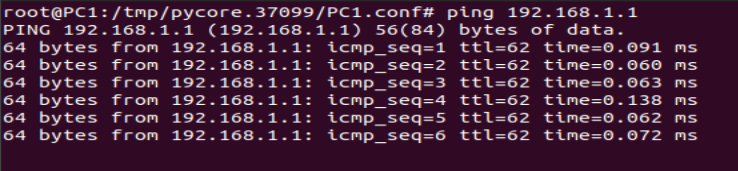 root@PC1:/tmp/pycore.37099/PC1.conf# ping 192.168.1.1
PING 192.168.1.1 (192.168.1.1) 56(84) bytes of data.
64 bytes from 192.168.1.1: icmp_seq=1 ttl=62 time=0.091 ms
64 bytes from 192.168.1.1: icmp_seq=2 ttl=62 time=0.060 ms
64 bytes from 192.168.1.1: icmp_seq=3 ttl=62 time=0.063 ms
64 bytes from 192.168.1.1: icmp_seq=4 ttl=62 time=0.138 ms
64 bytes from 192.168.1.1: icmp_seq=5 ttl=62 time=0.062 ms
64 bytes from 192.168.1.1: icmp_seq=6 ttl=62 time=0.072 ms